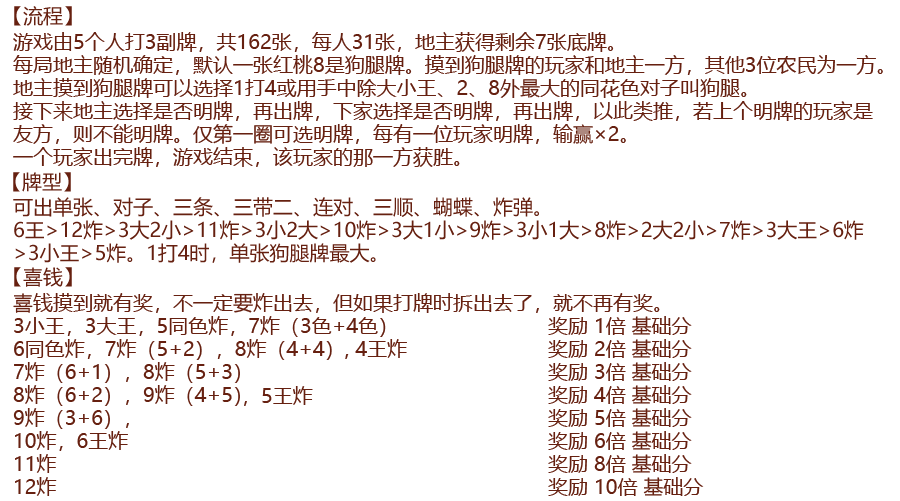 【流程】
游戏由5个人打3副牌，共162张，每人31张，地主获得剩余7张底牌。
每局地主随机确定，默认一张红桃8是狗腿牌。摸到狗腿牌的玩家和地主一方，其他3位农民为一方。
地主摸到狗腿牌可以选择1打4或用手中除大小王、2、8外最大的同花色对子叫狗腿。
接下来地主选择是否明牌，再出牌，下家选择是否明牌，再出牌，以此类推，若上个明牌的玩家是
友方，则不能明牌。仅第一圈可选明牌，每有一位玩家明牌，输赢×2。
一个玩家出完牌，游戏结束，该玩家的那一方获胜。
【牌型】
可出单张、对子、三条、三带二、连对、三顺、蝴蝶、炸弹。
6王>12炸>3大2小>11炸>3小2大>10炸>3大1小>9炸>3小1大>8炸>2大2小>7炸>3大王>6炸
>3小王>5炸。1打4时，单张狗腿牌最大。
【喜钱】
喜钱摸到就有奖，不一定要炸出去，但如果打牌时拆出去了，就不再有奖。
3小王，3大王，5同色炸，7炸（3色+4色） 奖励 1倍 基础分
6同色炸，7炸（5+2），8炸（4+4）, 4王炸 奖励 2倍 基础分
7炸（6+1），8炸（5+3） 奖励 3倍 基础分
8炸（6+2），9炸（4+5)，5王炸 奖励 4倍 基础分
9炸（3+6）， 奖励 5倍 基础分
10炸，6王炸 奖励 6倍 基础分
11炸 奖励 8倍 基础分
12炸 奖励 10倍 基础分